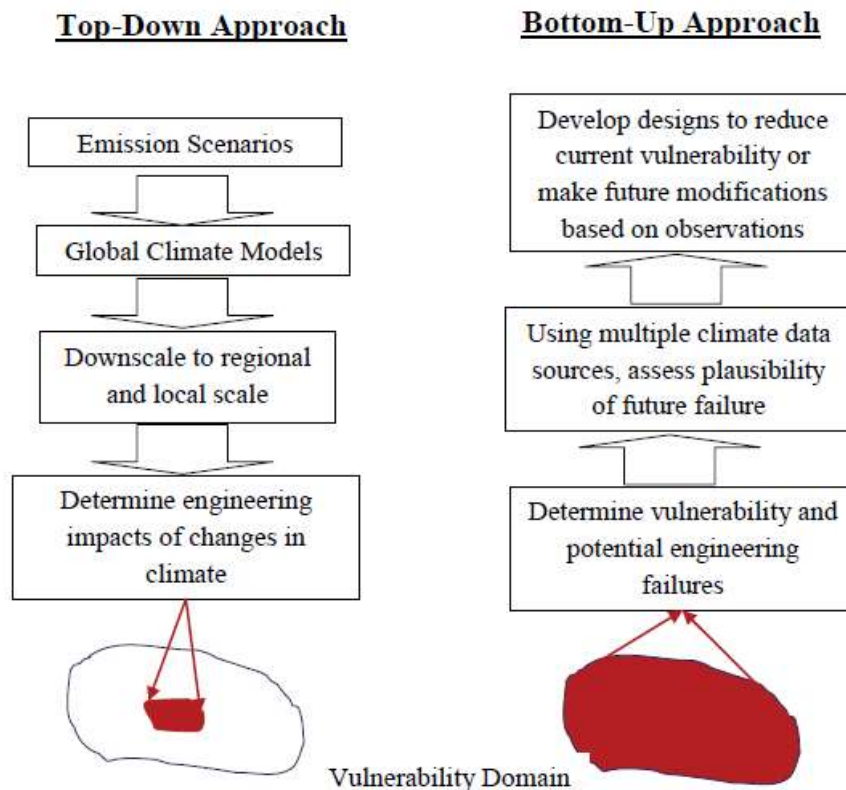 Top-Down Approach
Emission Scenarios
Global Climate Models
Downscale to regional
and local scale
Determine engineering
impacts of changes in
climate
Bottom-Up Approach
Develop designs to reduce
current vulnerability or
make future modifications
based on observations
Using multiple climate data
sources, assess plausibility
of future failure
Determine vulnerability and
potential engineering
failures
Vulnerability Domain